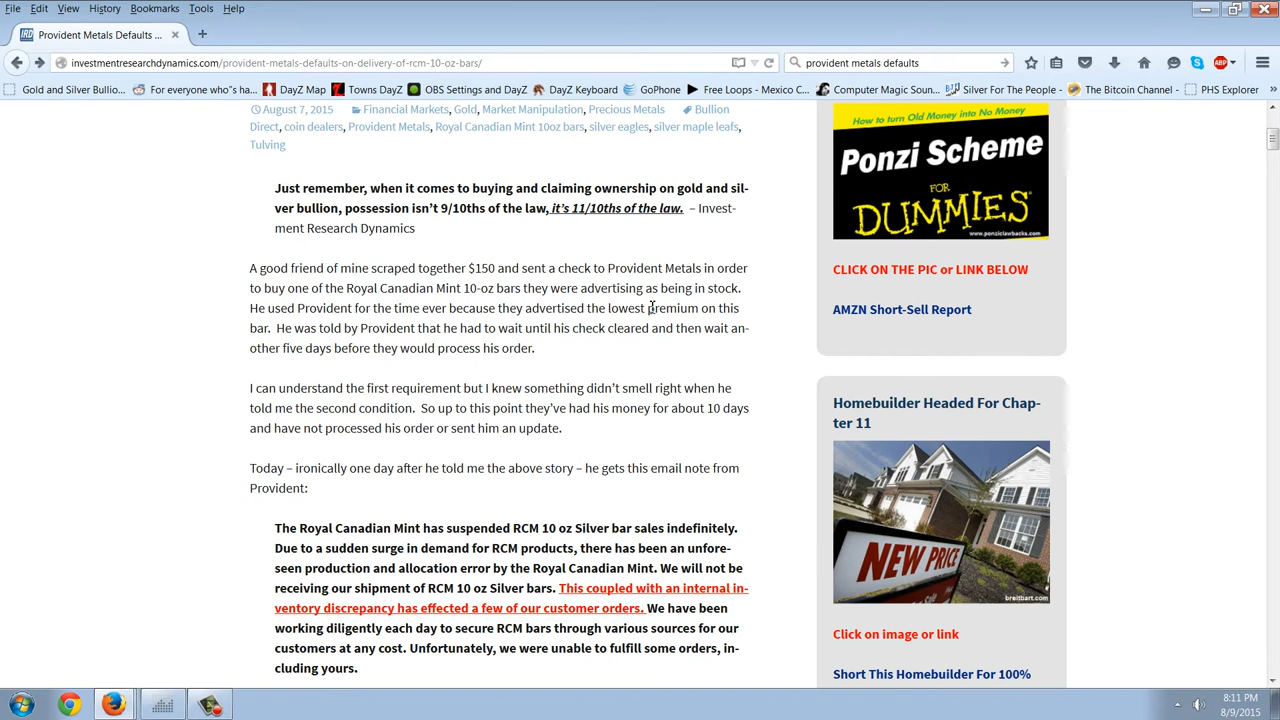 File Edit View History Bookmarks Tools Help
Provident Metals Defaults ...
investmentresearchdynamics.com/provident-metals-defaults-on-delivery-of-rcm-10-oz-bars/
provident metals defaults
ABP
Gold and Silver Bullio...
For everyone who"s ha...
DayZ Map
Towns DayZ
OBS Settings and DayZ
DayZ Keyboard
GoPhone
Free Loops - Mexico C...
Computer Magic Soun...
Silver For The People - ...
The Bitcoin Channel - ...
PHS Explorer
August 7, 2015 Financial Markets, Gold, Market Manipulation, Precious Metals Bullion
Direct, coin dealers, Provident Metals, Royal Canadian Mint 10oz bars, silver eagles, silver maple leafs,
Tulving
Just remember, when it comes to buying and claiming ownership on gold and sil-
ver bullion, possession isn’t 9/10ths of the law, it’s 11/10ths of the law. – Invest-
ment Research Dynamics
A good friend of mine scraped together $150 and sent a check to Provident Metals in order
to buy one of the Royal Canadian Mint 10-oz bars they were advertising as being in stock.
He used Provident for the time ever because they advertised the lowest premium on this
bar. He was told by Provident that he had to wait until his check cleared and then wait an-
other five days before they would process his order.
I can understand the first requirement but I knew something didn’t smell right when he
told me the second condition. So up to this point they’ve had his money for about 10 days
and have not processed his order or sent him an update.
Today – ironically one day after he told me the above story – he gets this email note from
Provident:
The Royal Canadian Mint has suspended RCM 10 oz Silver bar sales indefinitely.
Due to a sudden surge in demand for RCM products, there has been an unfore-
seen production and allocation error by the Royal Canadian Mint. We will not be
receiving our shipment of RCM 10 oz Silver bars. This coupled with an internal in-
ventory discrepancy has effected a few of our customer orders. We have been
working diligently each day to secure RCM bars through various sources for our
customers at any cost. Unfortunately, we were unable to fulfill some orders, in-
cluding yours.
How to turn Old Money into No Money
Ponzi Scheme
FOR
DUMMIES
www.ponziclawbacks.com
CLICK ON THE PIC or LINK BELOW
AMZN Short-Sell Report
Homebuilder Headed For Chap-
ter 11
NEW PRICE
breitbart.com
Click on image or link
Short This Homebuilder For 100%
8:11 PM
8/9/2015